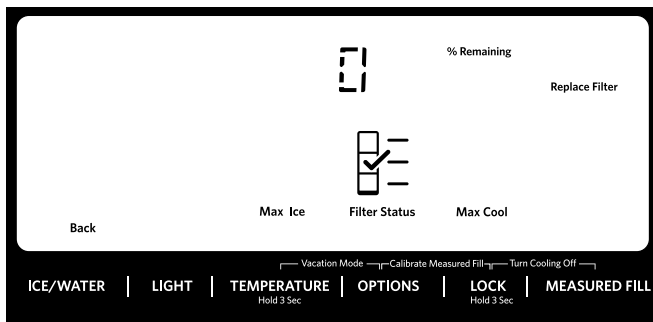 0
% Remaining
Replace Filter
Max Ice
Filter Status
Max Cool
Back
Vacation Mode
Calibrate Measured Fill
Turn Cooling Off
ICE/WATER
LIGHT
TEMPERATURE
Hold 3 Sec
OPTIONS
LOCK
Hold 3 Sec
MEASURED FILL